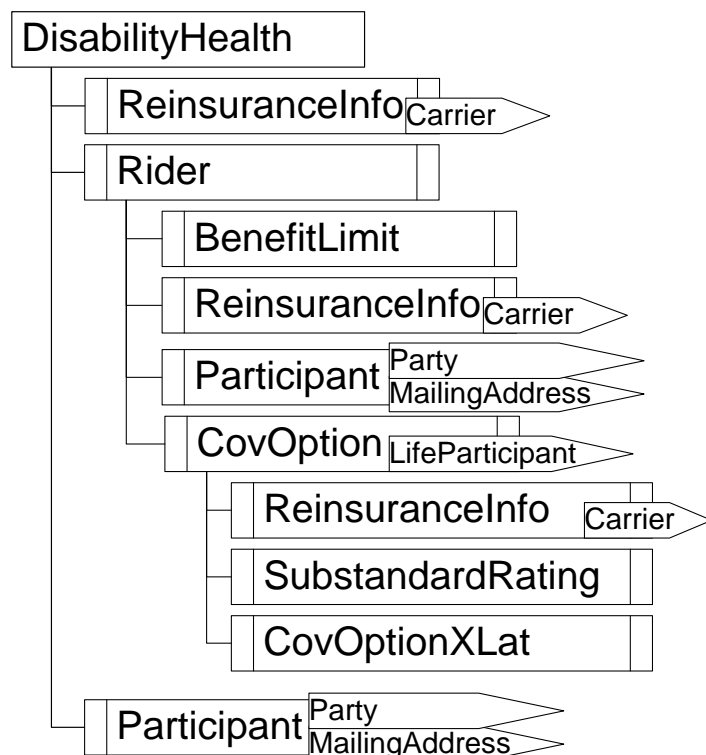 DisabilityHealth
ReinsuranceInfo
Carrier
Rider
BenefitLimit
ReinsuranceInfo
Carrier
Participant
Party
MailingAddress
CovOption
LifeParticipant
ReinsuranceInfo
Carrier
SubstandardRating
CovOptionXLat
Participant
Party
MailingAddress